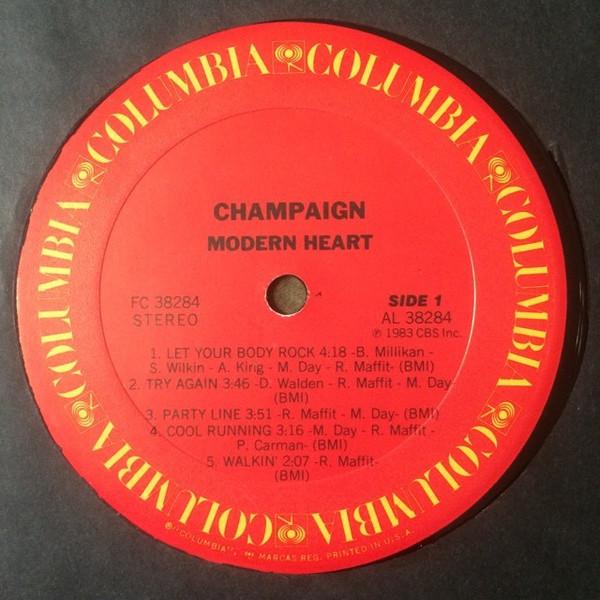 COLUMBIA COLUMBIA COLUMBIA COLUMBIA COLUMBIA COLUMBIA
CHAMPAIGN
MODERN HEART
FC 38284 SIDE 1
STEREO AL 38284
℗ 1983 CBS Inc.
1. LET YOUR BODY ROCK 4:18 -B. Millikan -
S. Wilkin - A. King - M. Day - R. Maffit- (BMI)
2. TRY AGAIN 3:46 -D. Walden - R. Maffit - M. Day-
(BMI)
3. PARTY LINE 3:51 -R. Maffit - M. Day- (BMI)
4. COOL RUNNING 3:16 -M. Day - R. Maffit -
P. Carman- (BMI)
5. WALKIN' 2:07 -R. Maffit-
(BMI)
"COLUMBIA", MARCAS REG. PRINTED IN U.S.A.